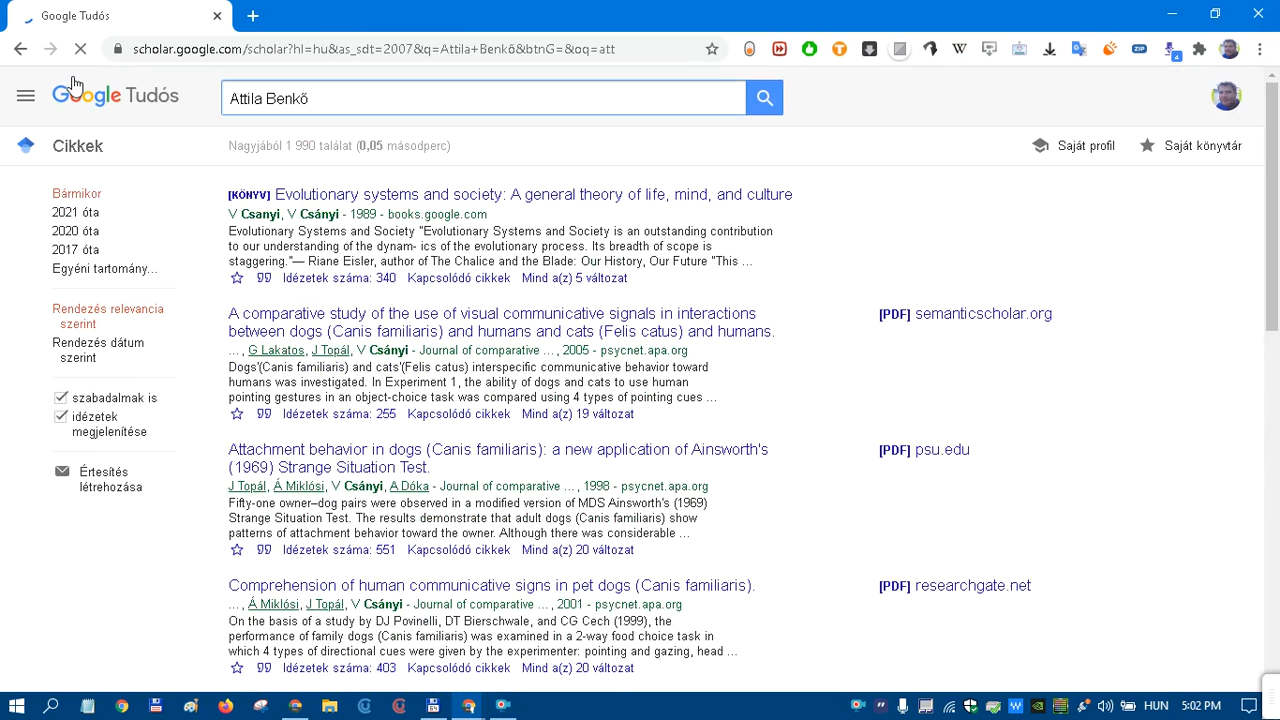 Google Tudós
scholar.google.com/scholar?hl=hu&as_sdt=2007&q=Attila+Benkő&btnG=&oq=att
ZIP
4
Google Tudós
Attila Benkő
Cikkek
Nagyjából 1 990 találat (0,05 másodperc)
Saját profil
Saját könyvtár
Bármikor
2021 óta
2020 óta
2017 óta
Egyéni tartomány...
Rendezés relevancia
szerint
Rendezés dátum
szerint
szabadalmak is
idézetek
megjelenítése
Értesítés
létrehozása
[KÖNYV] Evolutionary systems and society: A general theory of life, mind, and culture
V Csanyi, V Csányi - 1989 - books.google.com
Evolutionary Systems and Society "Evolutionary Systems and Society is an outstanding contribution
to our understanding of the dynam- ics of the evolutionary process. Its breadth of scope is
staggering."— Riane Eisler, author of The Chalice and the Blade: Our History, Our Future "This ...
Idézetek száma: 340 Kapcsolódó cikkek Mind a(z) 5 változat
A comparative study of the use of visual communicative signals in interactions
between dogs (Canis familiaris) and humans and cats (Felis catus) and humans.
..., G Lakatos, J Topál, V Csányi - Journal of comparative ..., 2005 - psycnet.apa.org
Dogs'(Canis familiaris) and cats'(Felis catus) interspecific communicative behavior toward
humans was investigated. In Experiment 1, the ability of dogs and cats to use human
pointing gestures in an object-choice task was compared using 4 types of pointing cues ...
Idézetek száma: 255 Kapcsolódó cikkek Mind a(z) 19 változat
[PDF] semanticscholar.org
Attachment behavior in dogs (Canis familiaris): a new application of Ainsworth's
(1969) Strange Situation Test.
J Topál, Á Miklósi, V Csányi, A Dóka - Journal of comparative ..., 1998 - psycnet.apa.org
Fifty-one owner–dog pairs were observed in a modified version of MDS Ainsworth's (1969)
Strange Situation Test. The results demonstrate that adult dogs (Canis familiaris) show
patterns of attachment behavior toward the owner. Although there was considerable ...
Idézetek száma: 551 Kapcsolódó cikkek Mind a(z) 20 változat
[PDF] psu.edu
Comprehension of human communicative signs in pet dogs (Canis familiaris).
..., Á Miklósi, J Topál, V Csányi - Journal of comparative ..., 2001 - psycnet.apa.org
On the basis of a study by DJ Povinelli, DT Bierschwale, and CG Cech (1999), the
performance of family dogs (Canis familiaris) was examined in a 2-way food choice task in
which 4 types of directional cues were given by the experimenter: pointing and gazing, head ...
Idézetek száma: 403 Kapcsolódó cikkek Mind a(z) 20 változat
[PDF] researchgate.net
HUN
5:02 PM